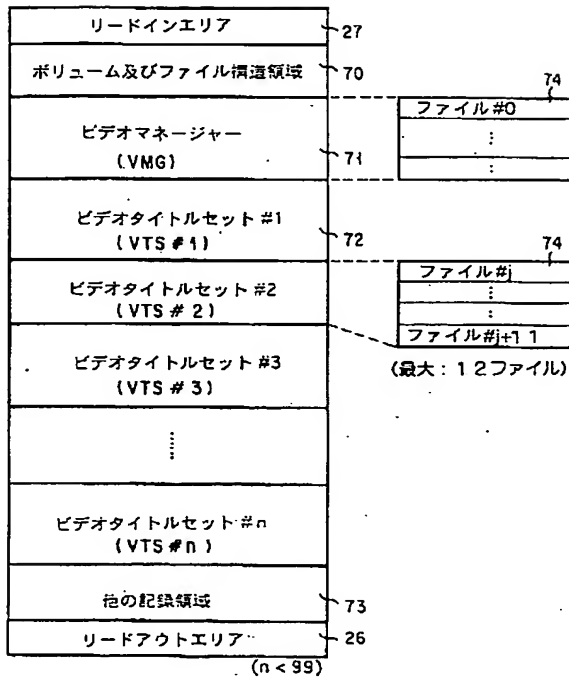 リードインエリア
27
ボリューム及びファイル構造領域
70
ビデオマネージャー
(VMG)
71
74
ファイル#0
⋮
⋮
ビデオタイトルセット #1
(VTS #1)
72
ビデオタイトルセット #2
(VTS # 2)
74
ファイル#j
⋮
⋮
ファイル#j+11
(最大：12ファイル)
ビデオタイトルセット #3
(VTS # 3)
⋮
ビデオタイトルセット #n
(VTS #n)
他の記録領域
73
リードアウトエリア
26
(n < 99)